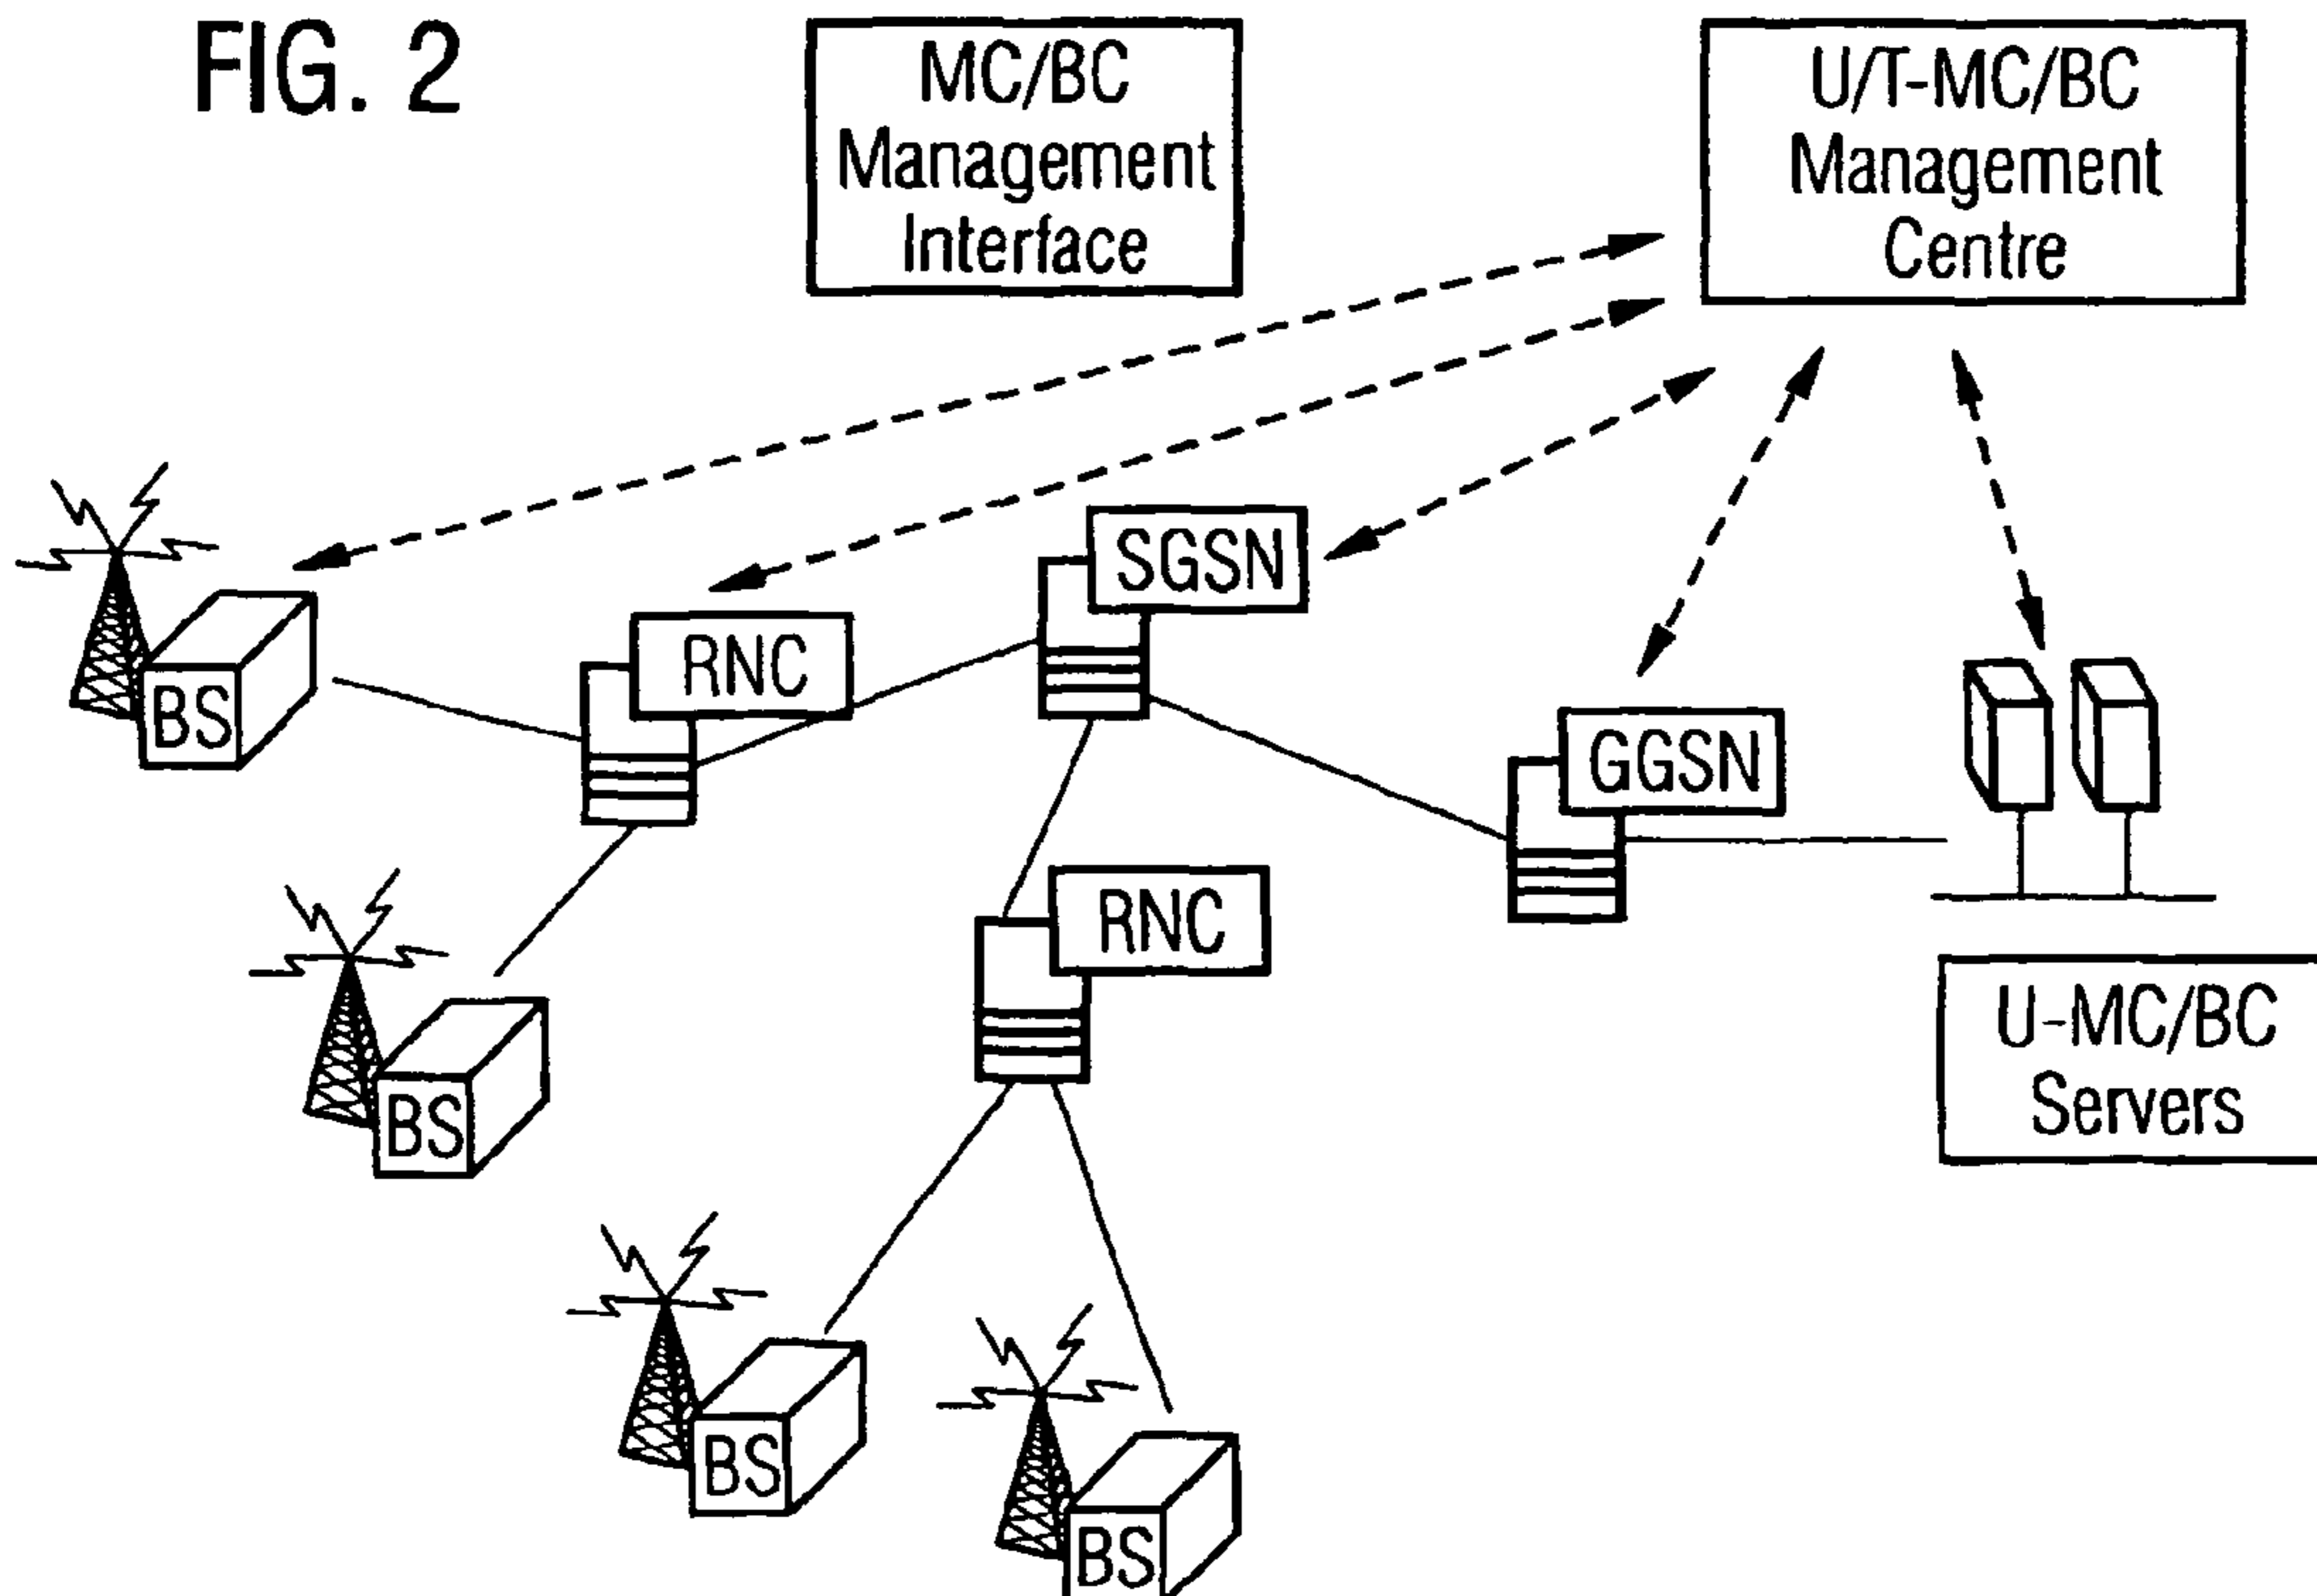 FIG. 2
MC/BC
Management
Interface
U/T-MC/BC
Management
Centre
SGSN
RNC
BS
GGSN
RNC
U-MC/BC
Servers
BS
BS
BS